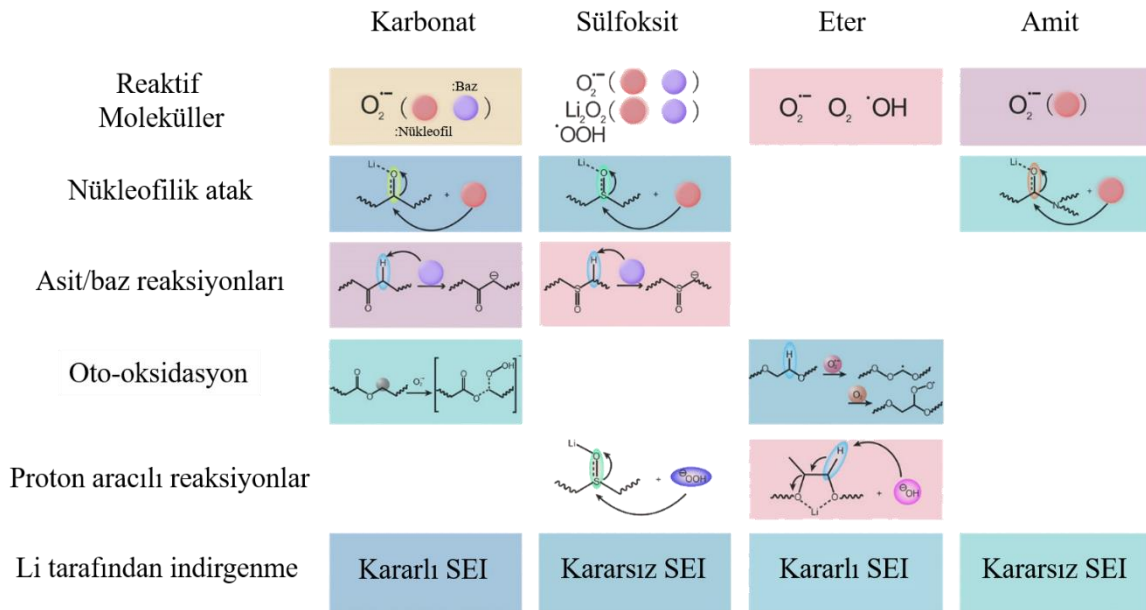 Karbonat Sülfoksit Eter Amit
Reaktif
Moleküller
O2•− ( :Nükleofil :Baz )
O2•− ( )
Li2O2 ( )
•OOH
O2•− O2 •OH
O2•− ( )
Nükleofilik atak
Li O +
Li O S +
Li O N +
Asit/baz reaksiyonları
H O ⊖ O
H S O S ⊖ O
Oto-oksidasyon
O O O2•− O O O OH
H O O O2•− O O
O2 O O O O•
Proton aracılı reaksiyonlar
Li O S + ⊖OOH
H O O Li + ⊖OH
Li tarafından indirgenme
Kararlı SEI Kararsız SEI Kararlı SEI Kararsız SEI